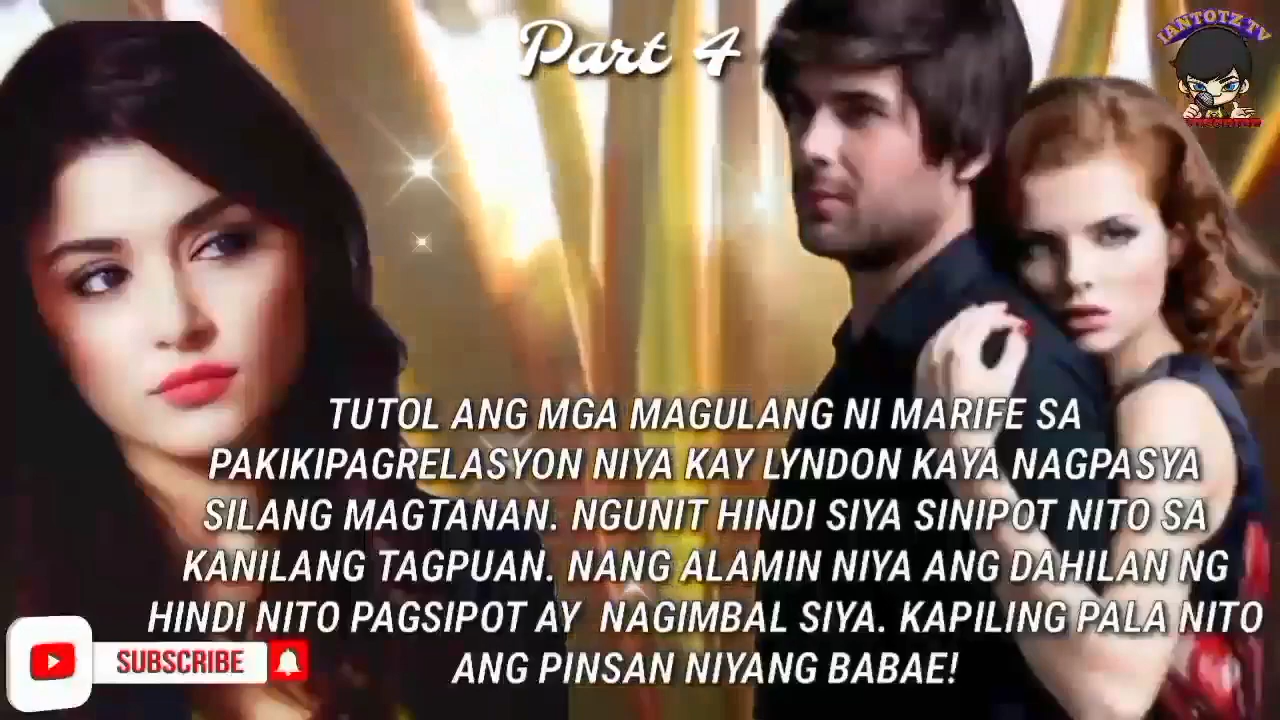 Part 4
IANTOTZ TV
TUTOL ANG MGA MAGULANG NI MARIFE SA
PAKIKIPAGRELASYON NIYA KAY LYNDON KAYA NAGPASYA
SILANG MAGTANAN. NGUNIT HINDI SIYA SINIPOT NITO SA
KANILANG TAGPUAN. NANG ALAMIN NIYA ANG DAHILAN NG
HINDI NITO PAGSIPOT AY NAGIMBAL SIYA. KAPILING PALA NITO
ANG PINSAN NIYANG BABAE!
SUBSCRIBE